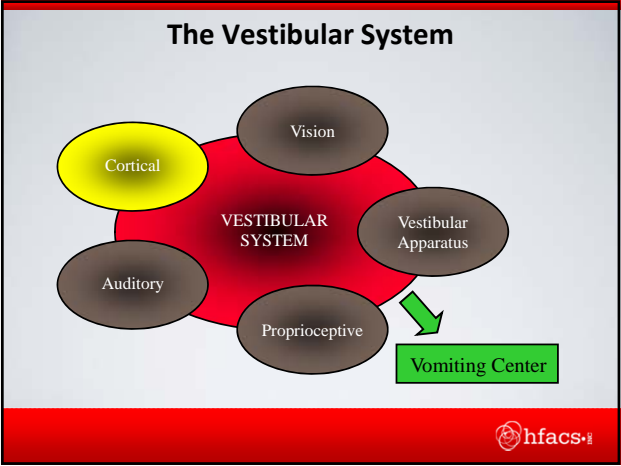 The Vestibular System
Vision
Cortical
VESTIBULAR
SYSTEM
Vestibular
Apparatus
Auditory
Proprioceptive
Vomiting Center
hfacs